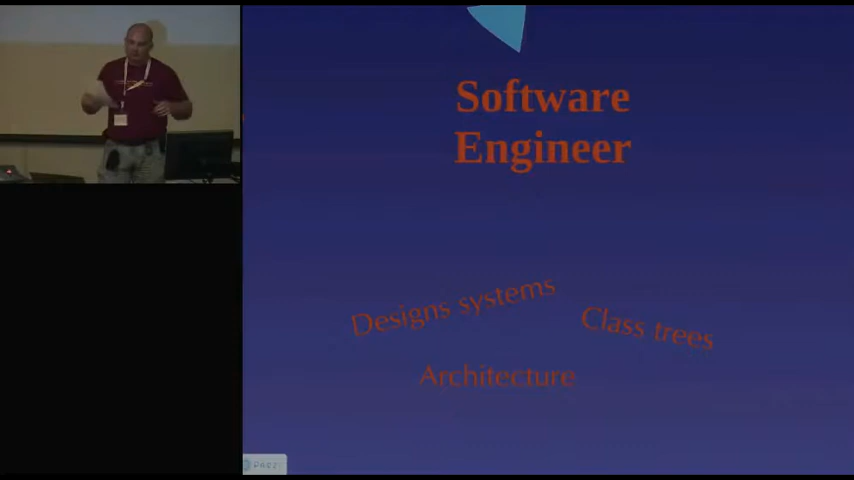 Software
Engineer
Designs systems
Class trees
Architecture